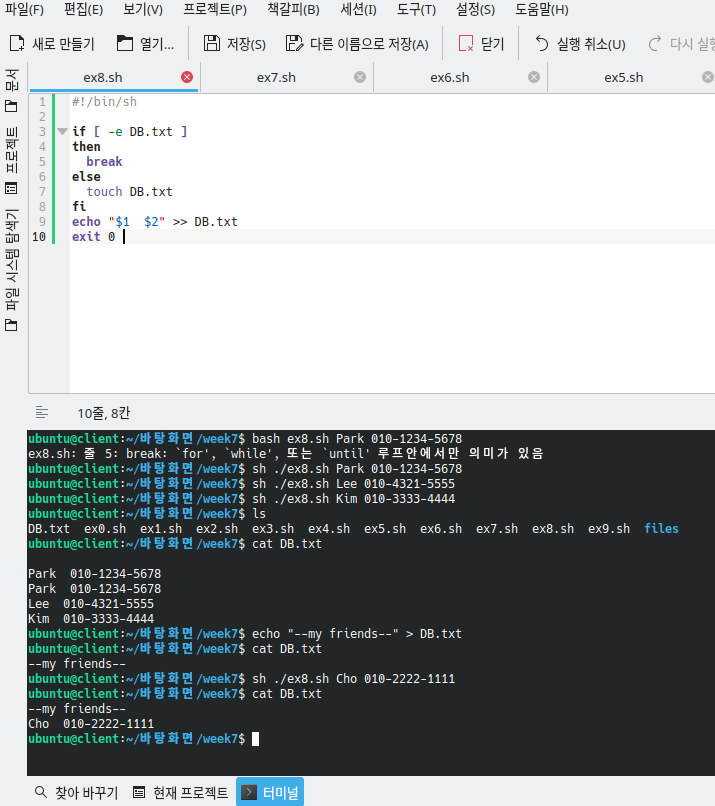 파일(F) 편집(E) 보기(V) 프로젝트(P) 책갈피(B) 세션(I) 도구(T) 설정(S) 도움말(H)
새로 만들기 열기... 저장(S) 다른 이름으로 저장(A) 닫기 실행 취소(U) 다시 실행
ex8.sh ex7.sh ex6.sh ex5.sh
문서
프로젝트
파일 시스템 탐색기
1 #!/bin/sh
2
3 if [ -e DB.txt ]
4 then
5   break
6 else
7   touch DB.txt
8 fi
9 echo "$1  $2" >> DB.txt
10 exit 0
10줄, 8칸
ubuntu@client:~/바탕화면/week7$ bash ex8.sh Park 010-1234-5678
ex8.sh: 줄 5: break: `for', `while', 또는 `until' 루프안에서만 의미가 있음
ubuntu@client:~/바탕화면/week7$ sh ./ex8.sh Park 010-1234-5678
ubuntu@client:~/바탕화면/week7$ sh ./ex8.sh Lee 010-4321-5555
ubuntu@client:~/바탕화면/week7$ sh ./ex8.sh Kim 010-3333-4444
ubuntu@client:~/바탕화면/week7$ ls
DB.txt  ex0.sh  ex1.sh  ex2.sh  ex3.sh  ex4.sh  ex5.sh  ex6.sh  ex7.sh  ex8.sh  ex9.sh  files
ubuntu@client:~/바탕화면/week7$ cat DB.txt

Park  010-1234-5678
Park  010-1234-5678
Lee  010-4321-5555
Kim  010-3333-4444
ubuntu@client:~/바탕화면/week7$ echo "--my friends--" > DB.txt
ubuntu@client:~/바탕화면/week7$ cat DB.txt
--my friends--
ubuntu@client:~/바탕화면/week7$ sh ./ex8.sh Cho 010-2222-1111
ubuntu@client:~/바탕화면/week7$ cat DB.txt
--my friends--
Cho  010-2222-1111
ubuntu@client:~/바탕화면/week7$
찾아 바꾸기 현재 프로젝트 터미널